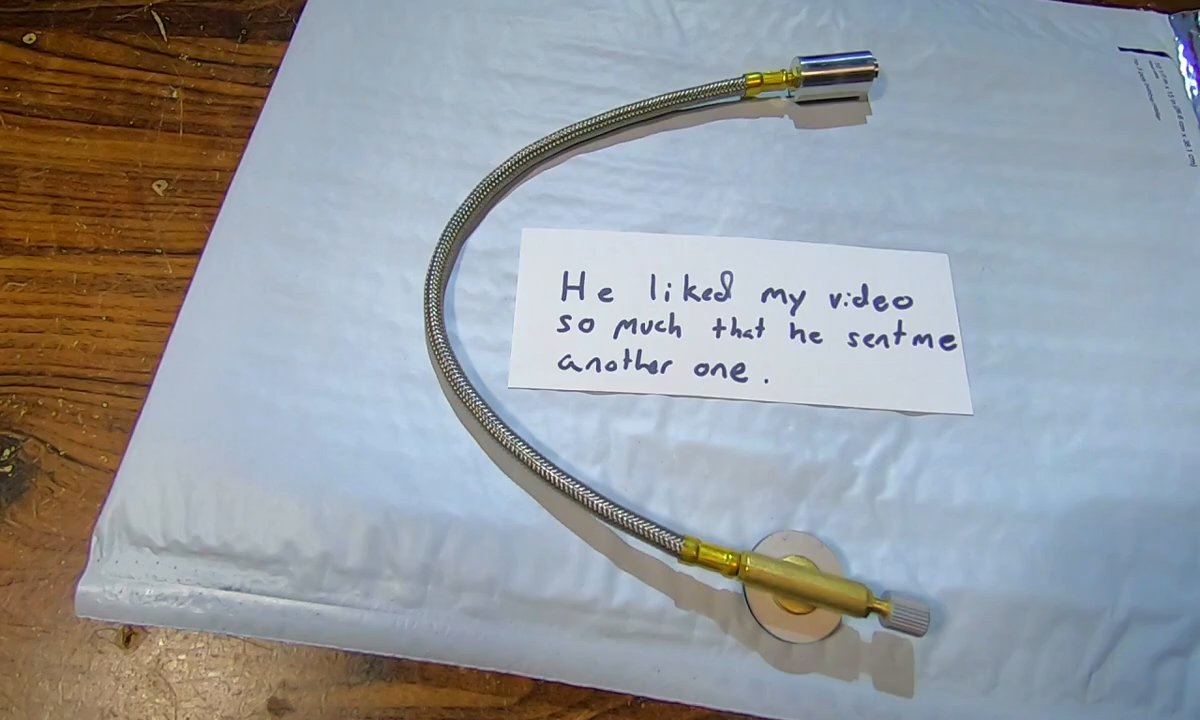 He liked my video
so much that he sent me
another one.